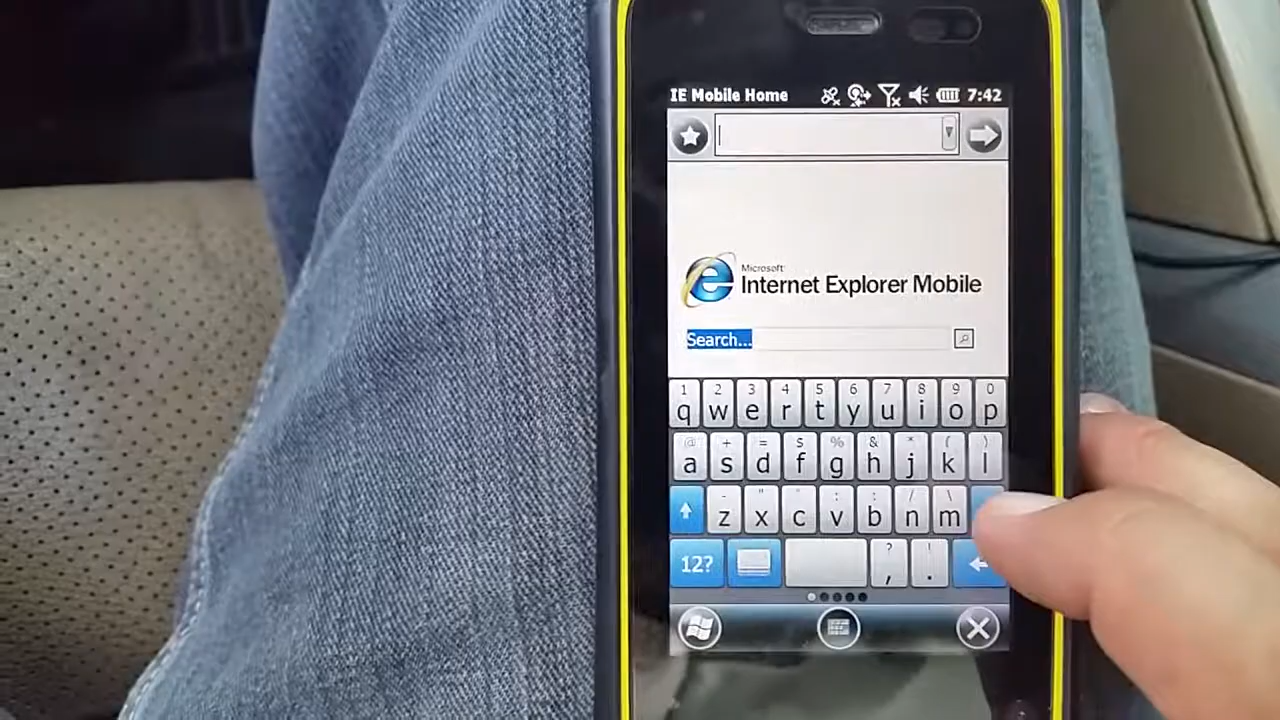 IE Mobile Home 7:42
Microsoft
Internet Explorer Mobile
Search...
1 2 3 4 5 6 7 8 9 0
q w e r t y u i o p
@ + = $ % & * ( )
a s d f g h j k l
- " : / \
z x c v b n m
12? ? , ! .